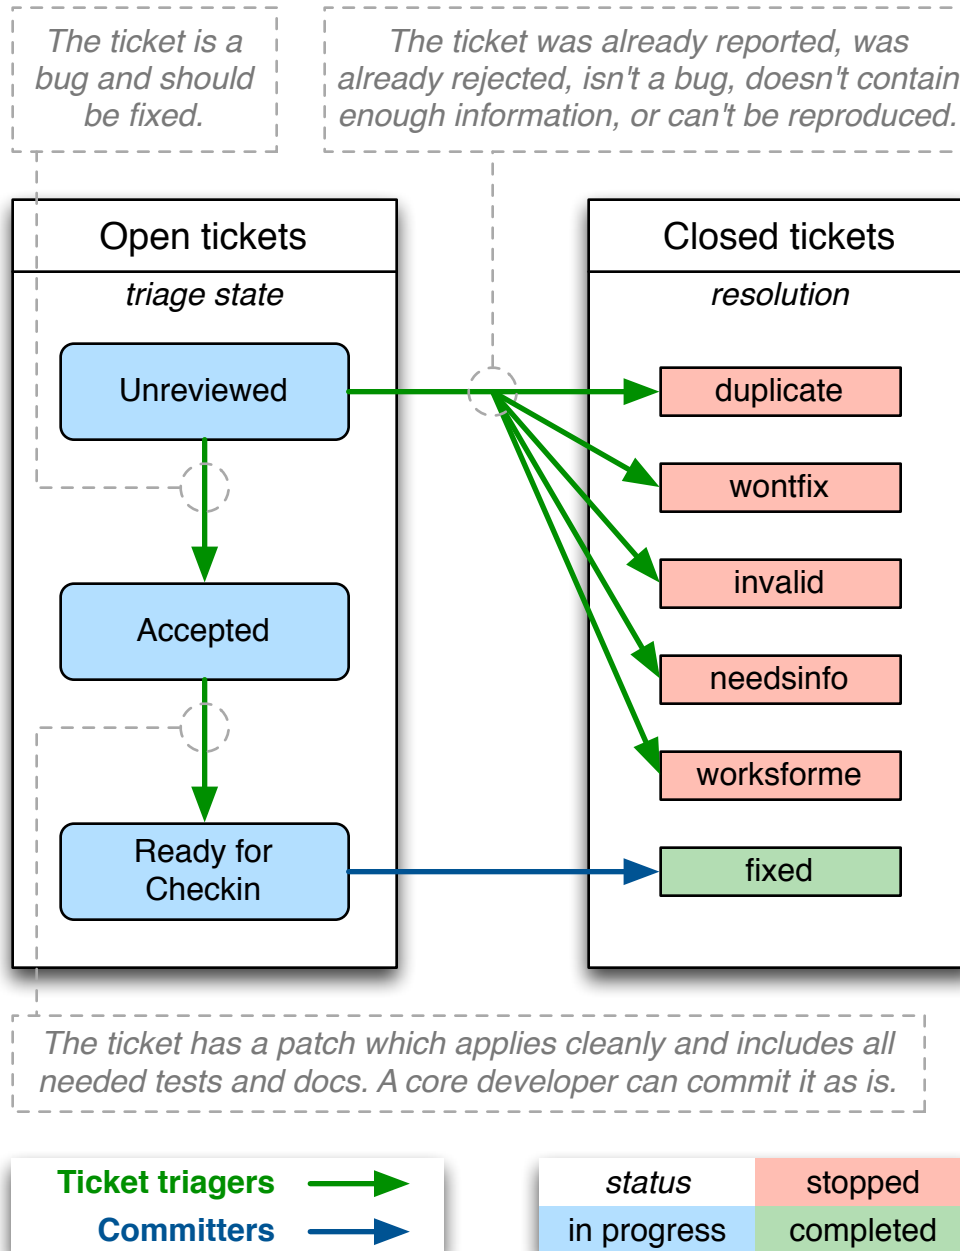 The ticket is a
bug and should
be fixed.
The ticket was already reported, was
already rejected, isn't a bug, doesn't contain
enough information, or can't be reproduced.
Open tickets
triage state
Unreviewed
Accepted
Ready for
Checkin
Closed tickets
resolution
duplicate
wontfix
invalid
needsinfo
worksforme
fixed
The ticket has a patch which applies cleanly and includes all
needed tests and docs. A core developer can commit it as is.
Ticket triagers
Committers
status
stopped
in progress
completed